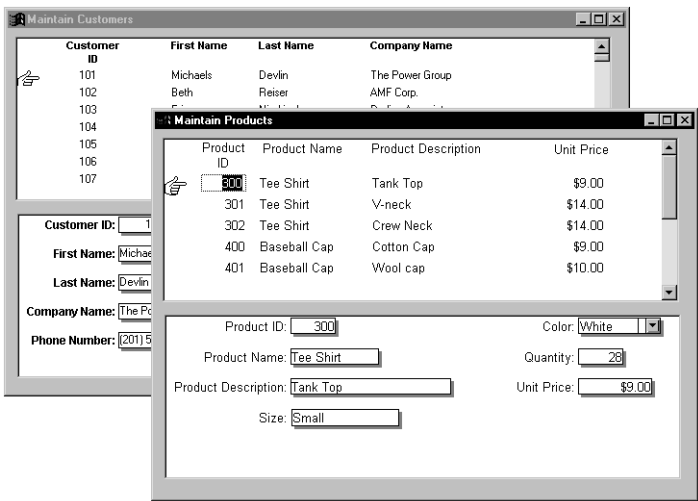 Maintain Customers
Customer ID First Name Last Name Company Name
101 Michaels Devlin The Power Group
102 Beth Reiser AMF Corp.
103
104
105
106
107
Customer ID: 1
First Name: Michae
Last Name: Devlin
Company Name: The Po
Phone Number: (201) 5
Maintain Products
Product ID Product Name Product Description Unit Price
300 Tee Shirt Tank Top $9.00
301 Tee Shirt V-neck $14.00
302 Tee Shirt Crew Neck $14.00
400 Baseball Cap Cotton Cap $9.00
401 Baseball Cap Wool cap $10.00
Product ID: 300 Color: White
Product Name: Tee Shirt Quantity: 28
Product Description: Tank Top Unit Price: $9.00
Size: Small